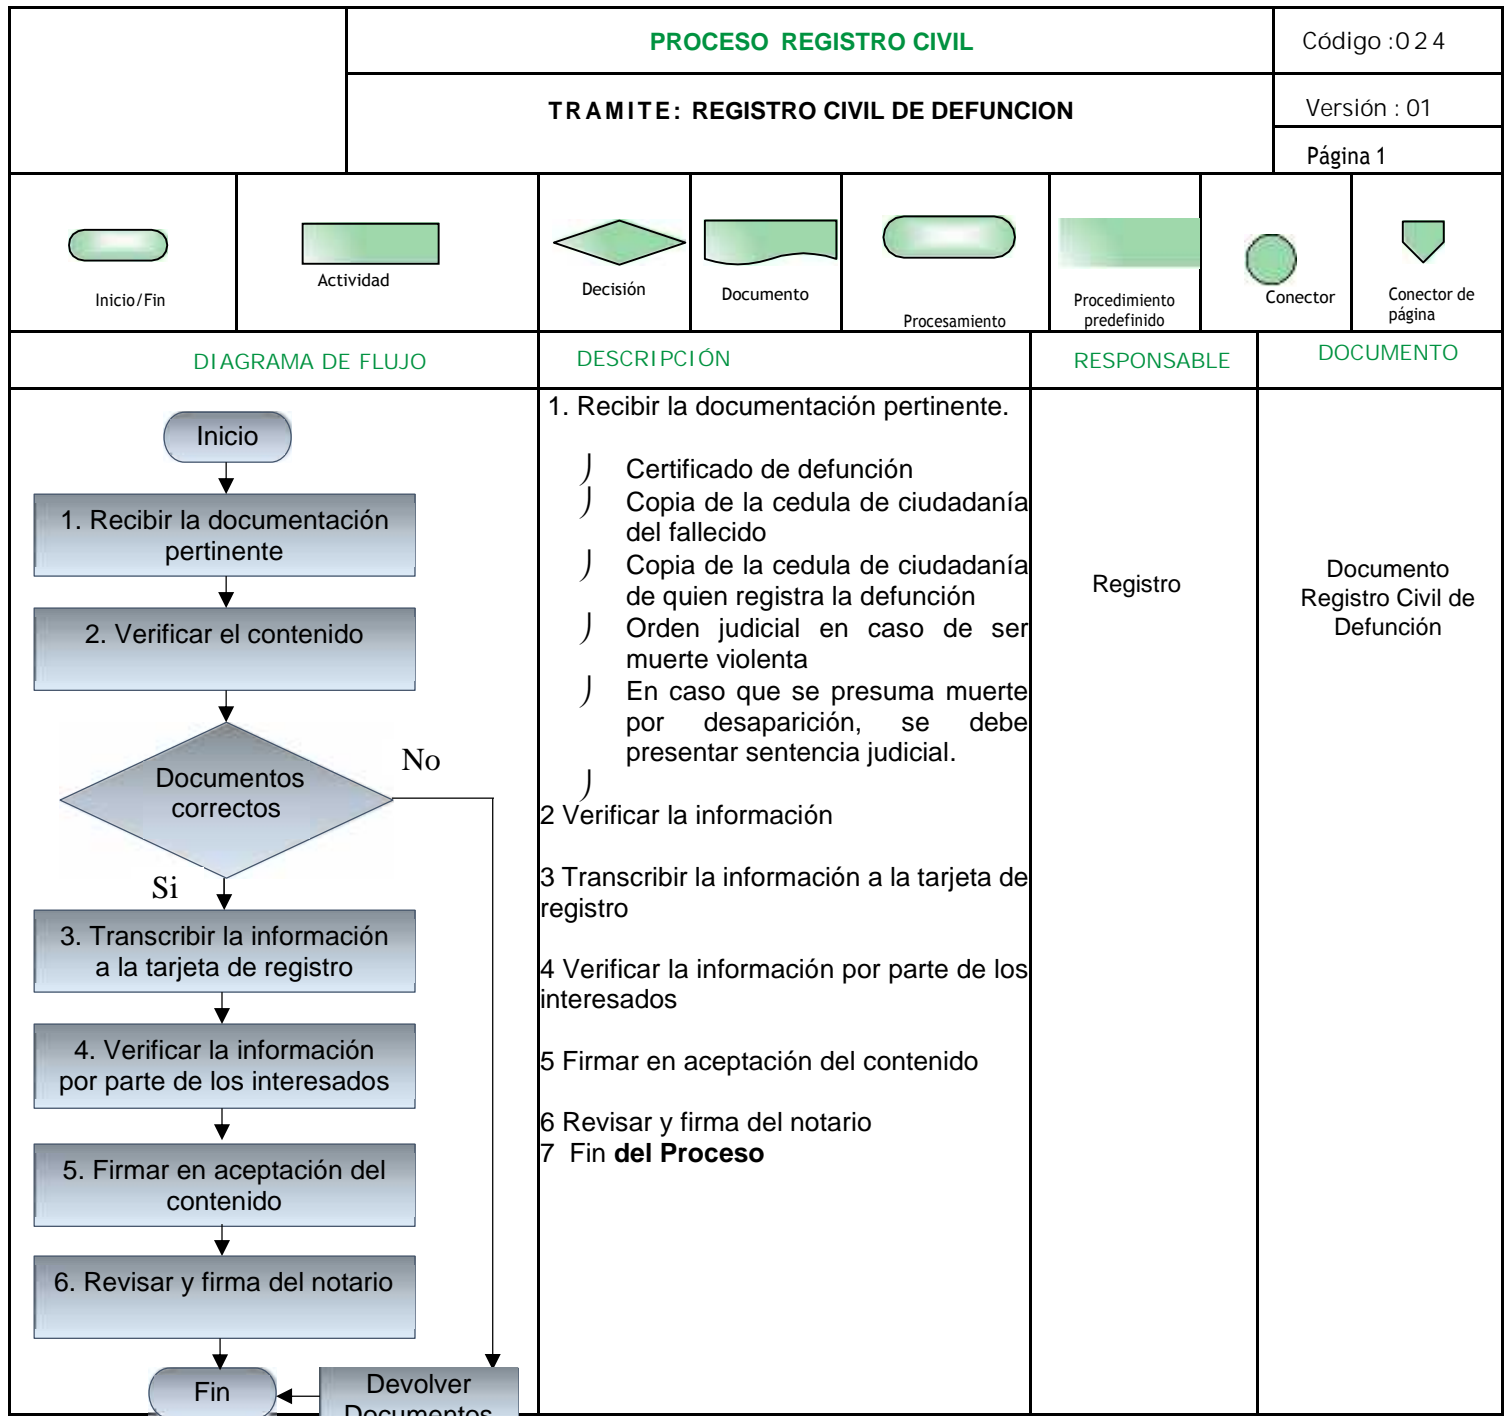 PROCESO REGISTRO CIVIL
Código :024
TRAMITE: REGISTRO CIVIL DE DEFUNCION
Versión : 01
Página 1
Inicio/Fin
Actividad
Decisión
Documento
Procesamiento
Procedimiento
predefinido
Conector
Conector de
página
DIAGRAMA DE FLUJO
DESCRIPCIÓN
RESPONSABLE
DOCUMENTO
Inicio
1. Recibir la documentación
pertinente
2. Verificar el contenido
Documentos
correctos
No
Si
3. Transcribir la información
a la tarjeta de registro
4. Verificar la información
por parte de los interesados
5. Firmar en aceptación del
contenido
6. Revisar y firma del notario
Fin
Devolver
Documentos
1. Recibir la documentación pertinente.
Certificado de defunción
Copia de la cedula de ciudadanía
del fallecido
Copia de la cedula de ciudadanía
de quien registra la defunción
Orden judicial en caso de ser
muerte violenta
En caso que se presuma muerte
por desaparición, se debe
presentar sentencia judicial.
2 Verificar la información
3 Transcribir la información a la tarjeta de
registro
4 Verificar la información por parte de los
interesados
5 Firmar en aceptación del contenido
6 Revisar y firma del notario
7 Fin del Proceso
Registro
Documento
Registro Civil de
Defunción